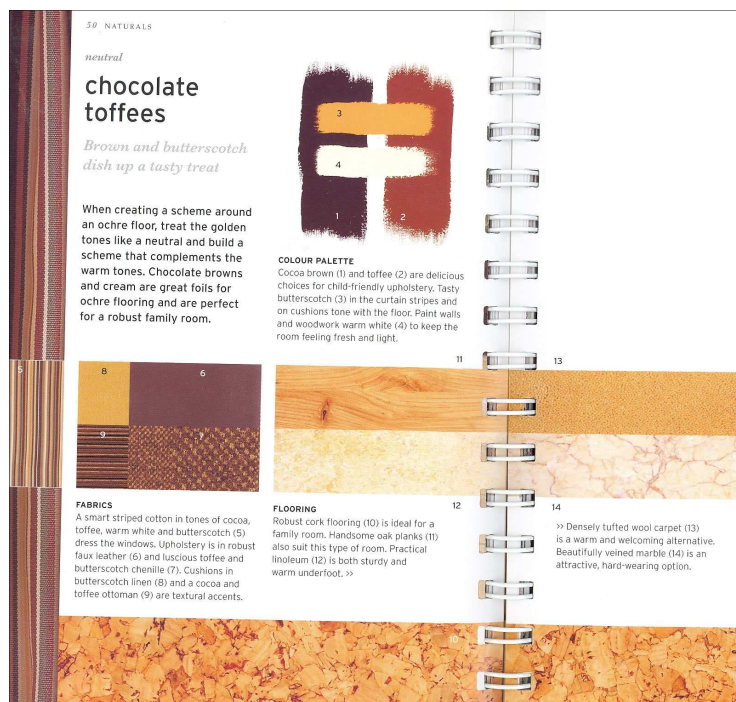 50 NATURALS
neutral
chocolate
toffees
Brown and butterscotch
dish up a tasty treat
When creating a scheme around
an ochre floor, treat the golden
tones like a neutral and build a
scheme that complements the
warm tones. Chocolate browns
and cream are great foils for
ochre flooring and are perfect
for a robust family room.
3
4
1
2
COLOUR PALETTE
Cocoa brown (1) and toffee (2) are delicious
choices for child-friendly upholstery. Tasty
butterscotch (3) in the curtain stripes and
on cushions tone with the floor. Paint walls
and woodwork warm white (4) to keep the
room feeling fresh and light.
5
8
6
9
7
11
13
12
14
FABRICS
A smart striped cotton in tones of cocoa,
toffee, warm white and butterscotch (5)
dress the windows. Upholstery is in robust
faux leather (6) and luscious toffee and
butterscotch chenille (7). Cushions in
butterscotch linen (8) and a cocoa and
toffee ottoman (9) are textural accents.
FLOORING
Robust cork flooring (10) is ideal for a
family room. Handsome oak planks (11)
also suit this type of room. Practical
linoleum (12) is both sturdy and
warm underfoot. >>
>> Densely tufted wool carpet (13)
is a warm and welcoming alternative.
Beautifully veined marble (14) is an
attractive, hard-wearing option.
10